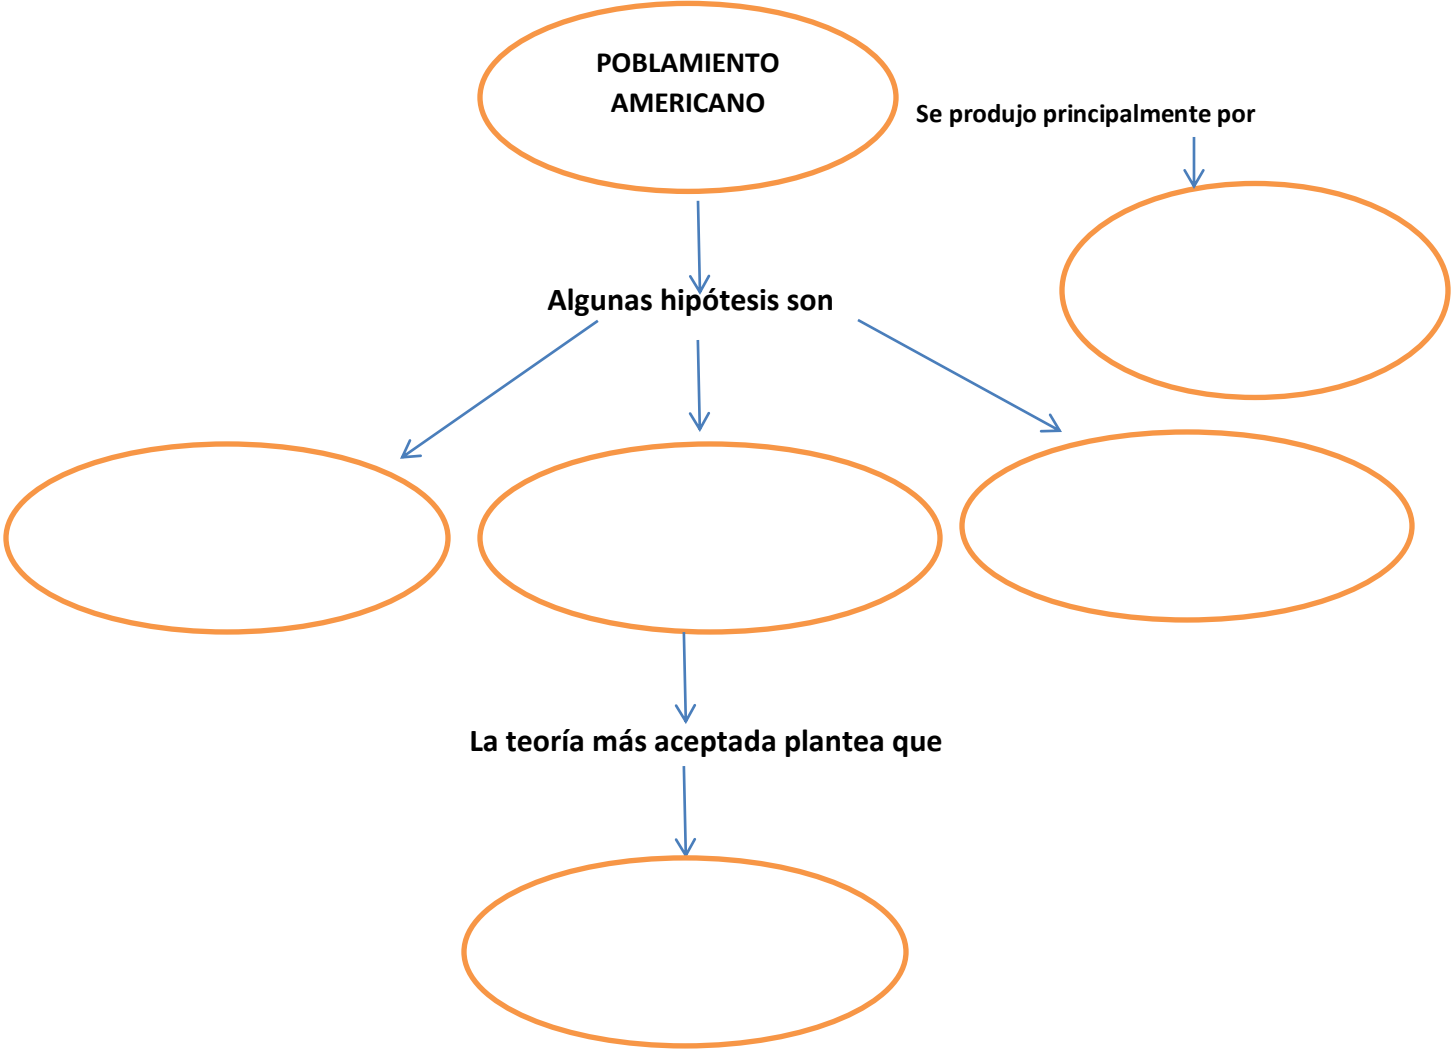 POBLAMIENTO
AMERICANO
Se produjo principalmente por
Algunas hipótesis son
La teoría más aceptada plantea que